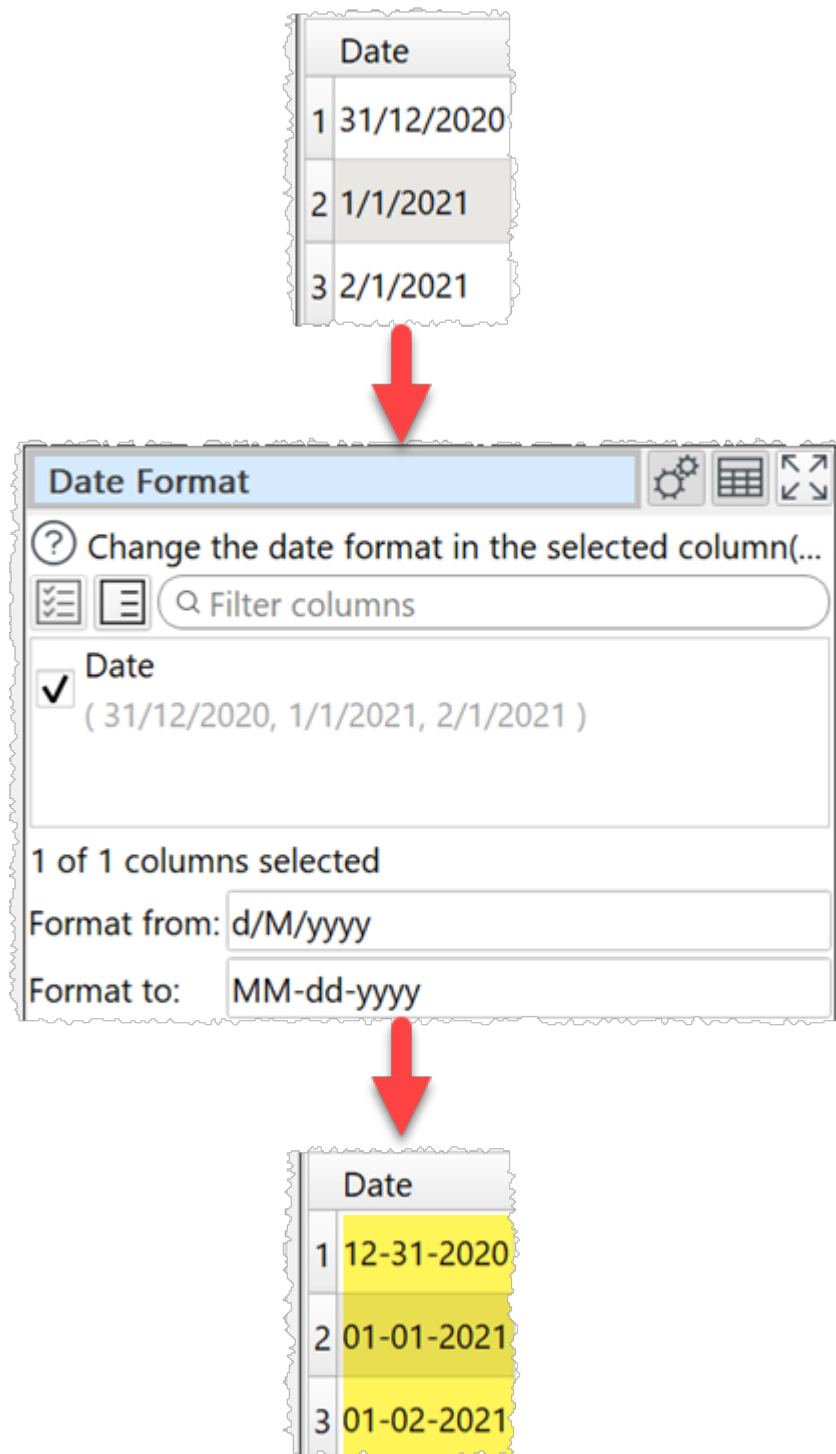 Date
1 31/12/2020
2 1/1/2021
3 2/1/2021
Date Format
? Change the date format in the selected column(...
Filter columns
Date
( 31/12/2020, 1/1/2021, 2/1/2021 )
1 of 1 columns selected
Format from: d/M/yyyy
Format to: MM-dd-yyyy
Date
1 12-31-2020
2 01-01-2021
3 01-02-2021